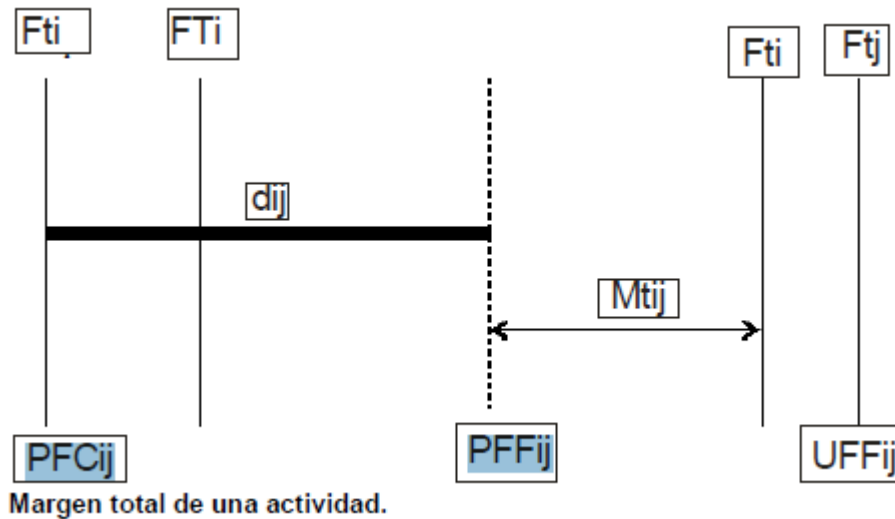 Fti
FTi
Fti
Ftj
dij
Mtij
PFCij
PFFij
UFFij
Margen total de una actividad.